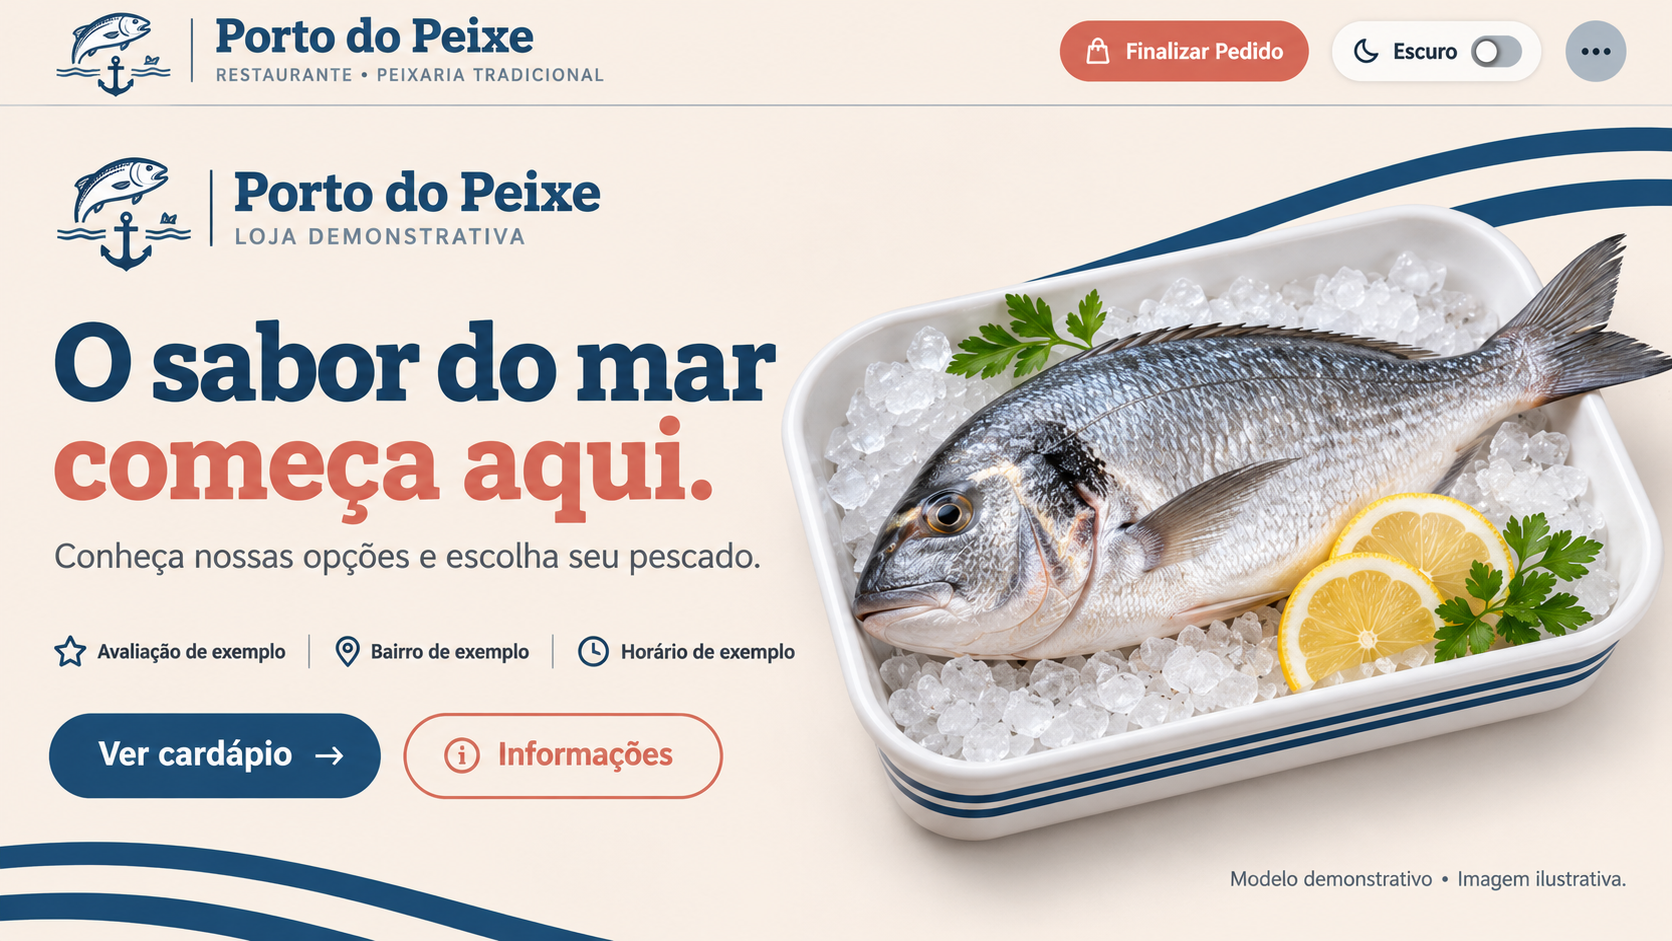 Porto do Peixe
RESTAURANTE • PEIXARIA TRADICIONAL
Finalizar Pedido
Escuro
Porto do Peixe
LOJA DEMONSTRATIVA
O sabor do mar
começa aqui.
Conheça nossas opções e escolha seu pescado.
Avaliação de exemplo
Bairro de exemplo
Horário de exemplo
Ver cardápio →
Informações
Modelo demonstrativo • Imagem ilustrativa.